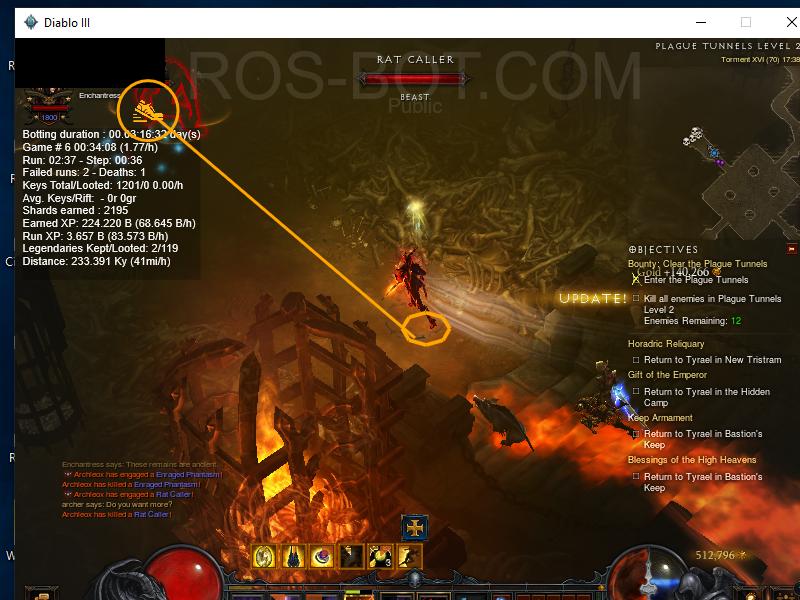 Diablo III
ROS-BOT.COM
Public
RAT CALLER
BEAST
PLAGUE TUNNELS LEVEL 2
Torment XVI (70) 17:38
Enchantress
1800
Botting duration : 00.03:16:32 day(s)
Game # 6 00:34:08 (1.77/h)
Run: 02:37 - Step: 00:36
Failed runs: 2 - Deaths: 1
Keys Total/Looted: 1201/0 0.00/h
Avg. Keys/Rift: - 0r 0gr
Shards earned : 2195
Earned XP: 224.220 B (68.645 B/h)
Run XP: 3.657 B (83.573 B/h)
Legendaries Kept/Looted: 2/119
Distance: 233.391 Ky (41mi/h)
OBJECTIVES
Bounty: Clear the Plague Tunnels
Gold +140,266
Enter the Plague Tunnels
UPDATE!
Kill all enemies in Plague Tunnels
Level 2
Enemies Remaining: 12
Horadric Reliquary
Return to Tyrael in New Tristram
Gift of the Emperor
Return to Tyrael in the Hidden
Camp
Keep Armament
Return to Tyrael in Bastion's
Keep
Blessings of the High Heavens
Return to Tyrael in Bastion's
Keep
Enchantress says: These remains are ancient.
Archleox has engaged a Enraged Phantasm!
Archleox has killed a Enraged Phantasm!
Archleox has engaged a Rat Caller!
archer says: Do you want more?
Archleox has killed a Rat Caller!
3
512,796